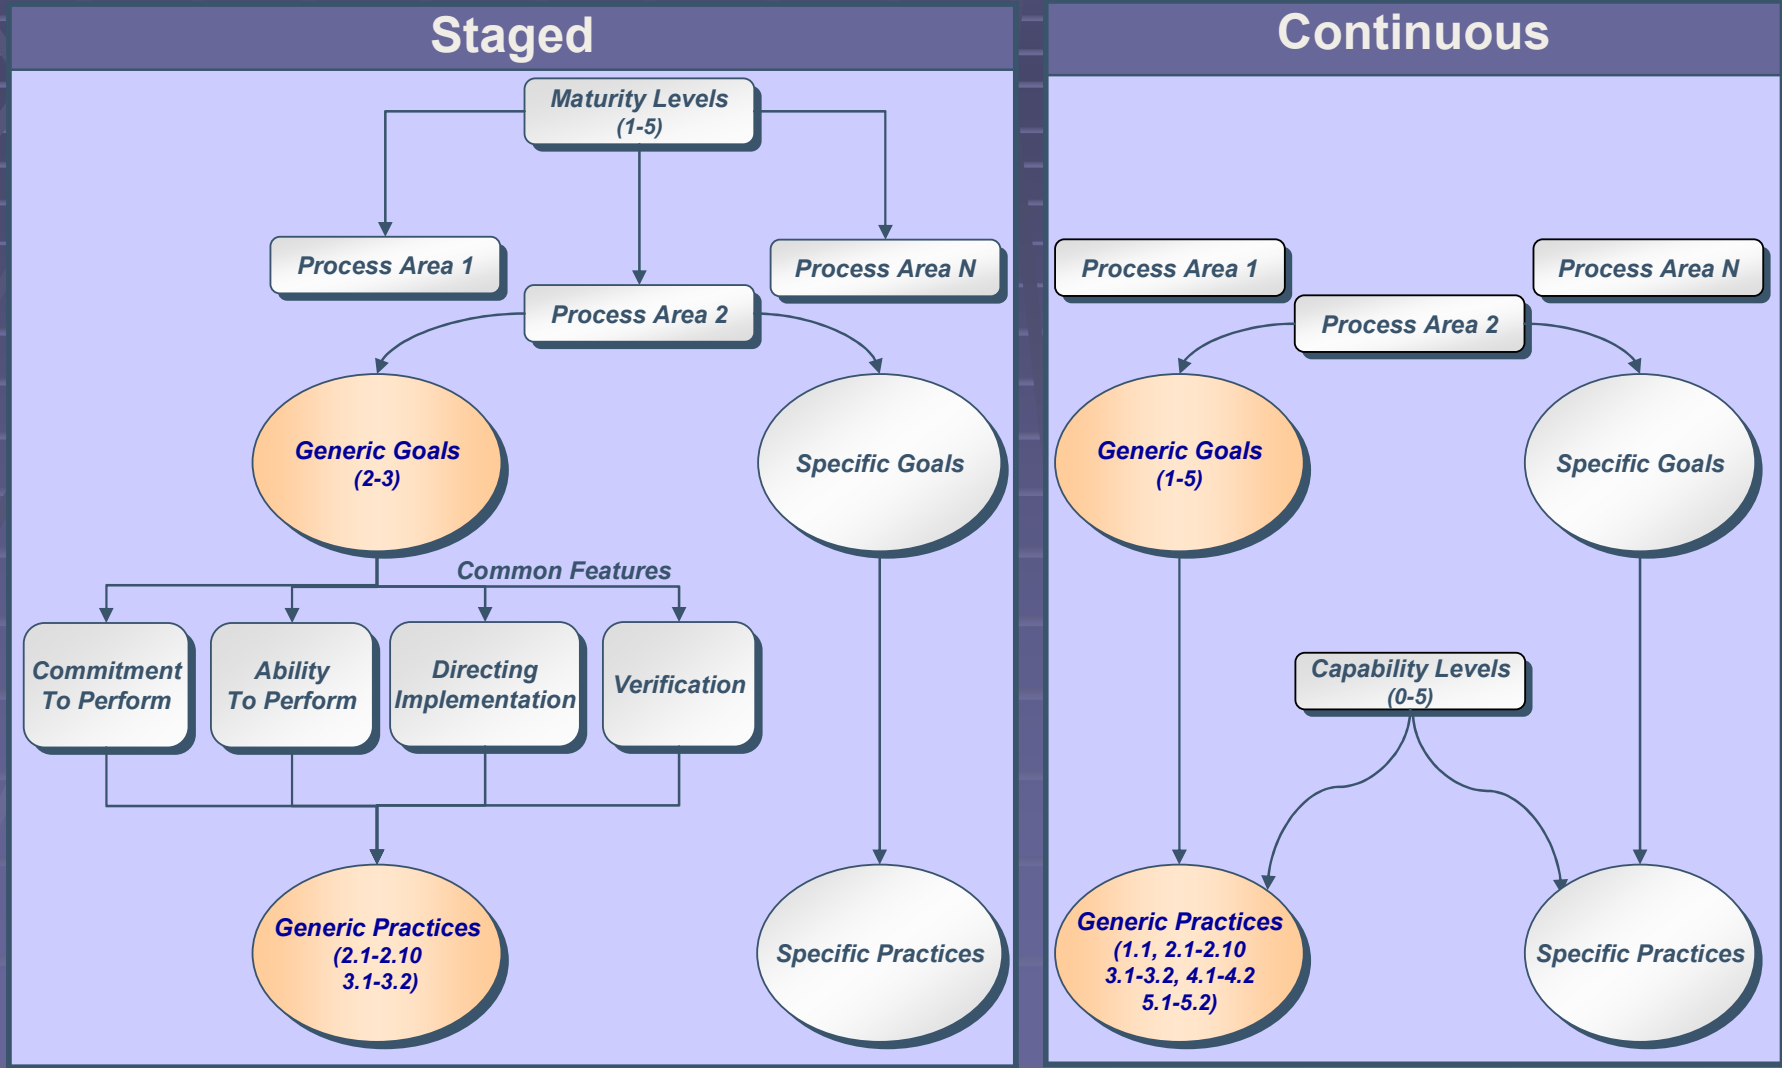 Staged
Maturity Levels
(1-5)
Process Area 1
Process Area N
Process Area 2
Generic Goals
(2-3)
Specific Goals
Common Features
Commitment
To Perform
Ability
To Perform
Directing
Implementation
Verification
Generic Practices
(2.1-2.10
3.1-3.2)
Specific Practices
Continuous
Process Area 1
Process Area N
Process Area 2
Generic Goals
(1-5)
Specific Goals
Capability Levels
(0-5)
Generic Practices
(1.1, 2.1-2.10
3.1-3.2, 4.1-4.2
5.1-5.2)
Specific Practices